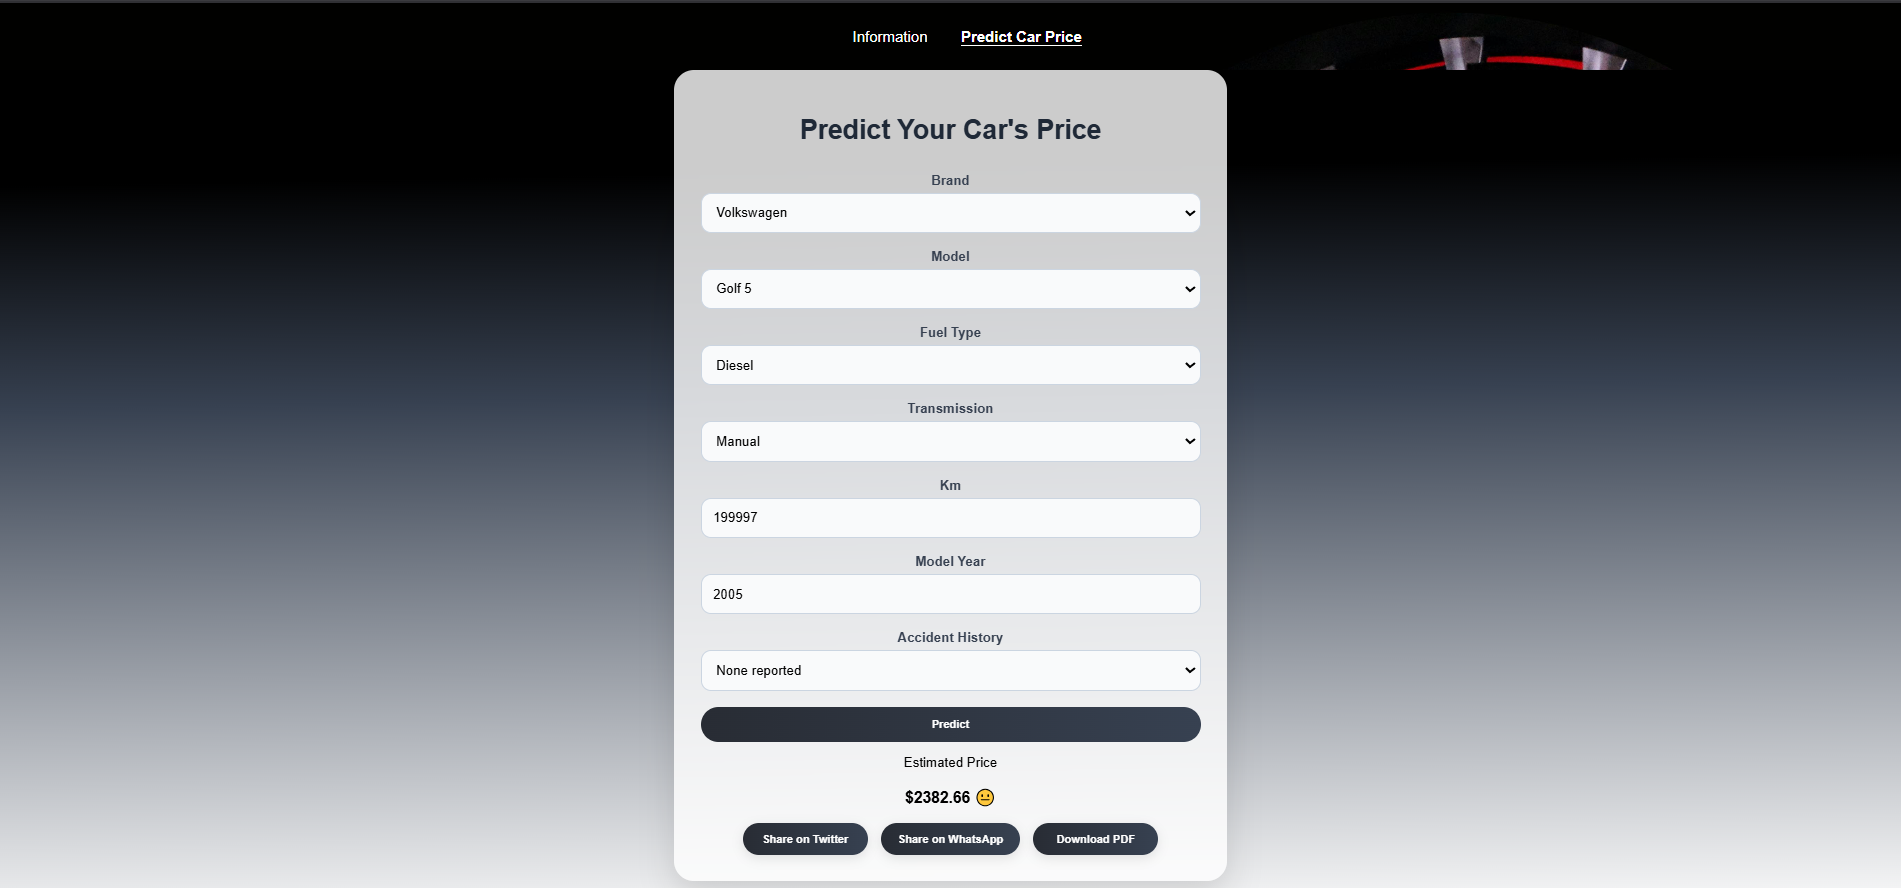 Information Predict Car Price
Predict Your Car's Price
Brand
Volkswagen
Model
Golf 5
Fuel Type
Diesel
Transmission
Manual
Km
199997
Model Year
2005
Accident History
None reported
Predict
Estimated Price
$2382.66 😐
Share on Twitter Share on WhatsApp Download PDF